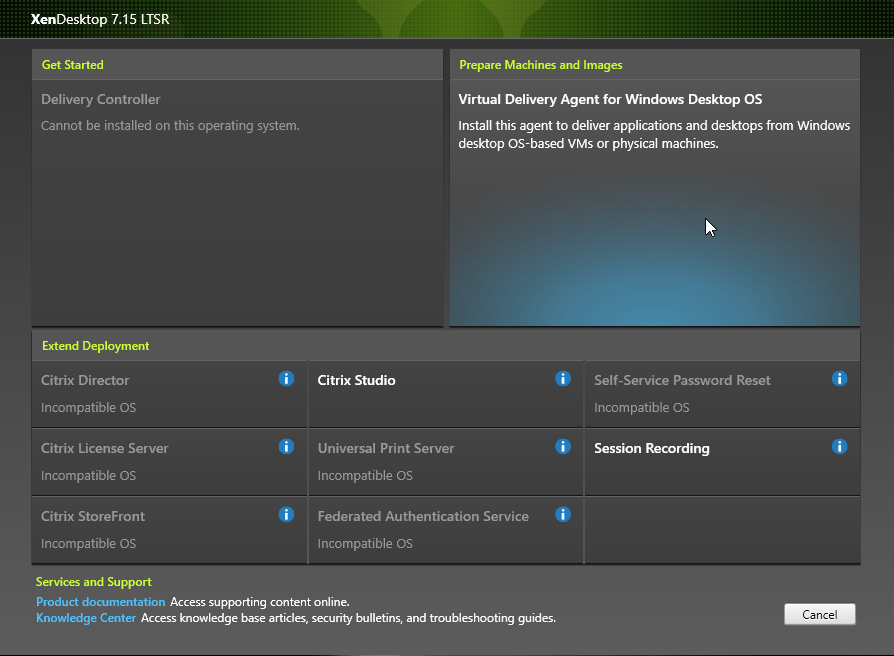 XenDesktop 7.15 LTSR
Get Started
Delivery Controller
Cannot be installed on this operating system.
Prepare Machines and Images
Virtual Delivery Agent for Windows Desktop OS
Install this agent to deliver applications and desktops from Windows
desktop OS-based VMs or physical machines.
Extend Deployment
Citrix Director
Incompatible OS
Citrix Studio
Self-Service Password Reset
Incompatible OS
Citrix License Server
Incompatible OS
Universal Print Server
Incompatible OS
Session Recording
Citrix StoreFront
Incompatible OS
Federated Authentication Service
Incompatible OS
Services and Support
Product documentation Access supporting content online.
Knowledge Center Access knowledge base articles, security bulletins, and troubleshooting guides.
Cancel